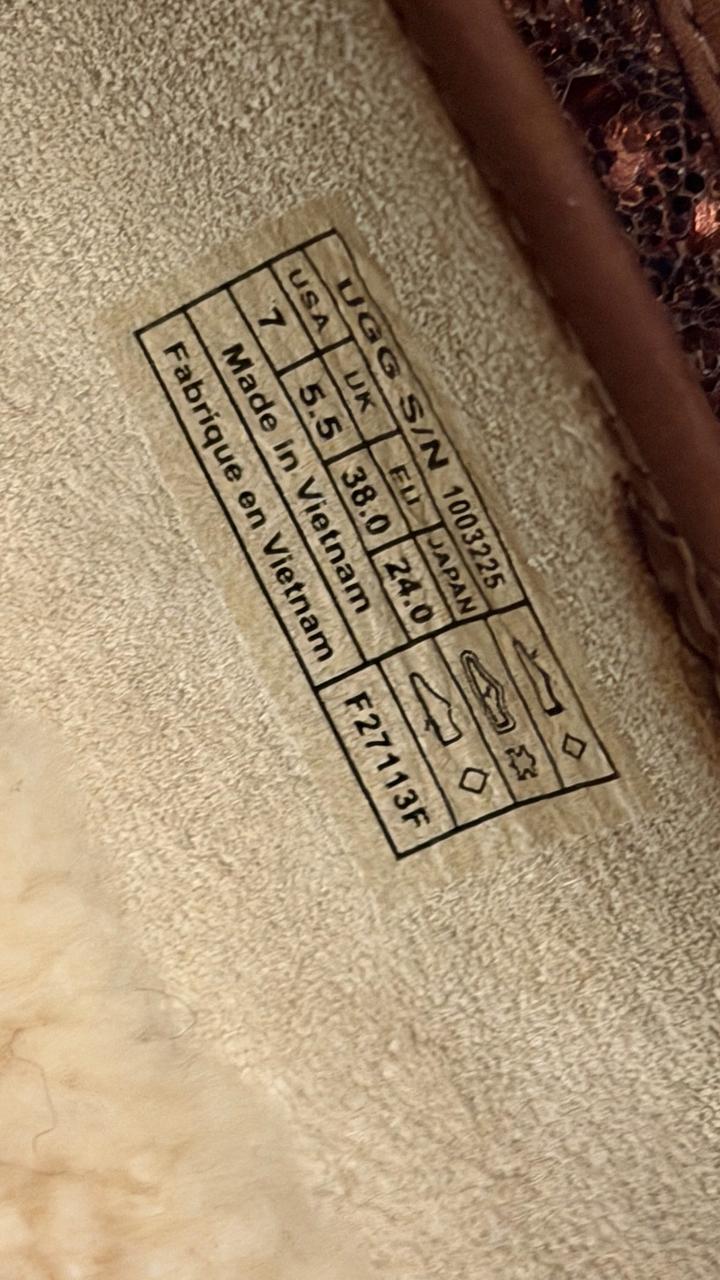 UGG S/N 1003225
USA UK EU JAPAN
7 5.5 38.0 24.0
Made in Vietnam
Fabriqué en Vietnam
F27113F